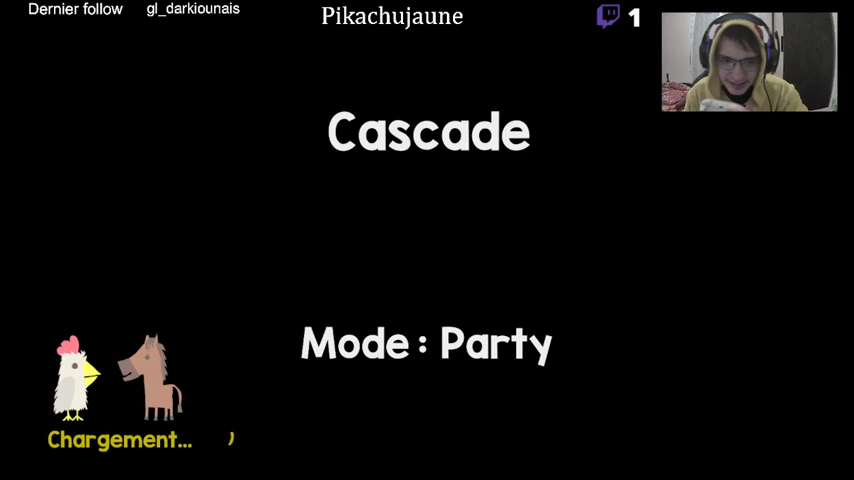 Dernier follow gl_darkiounais
Pikachujaune
1
Cascade
Mode : Party
Chargement...